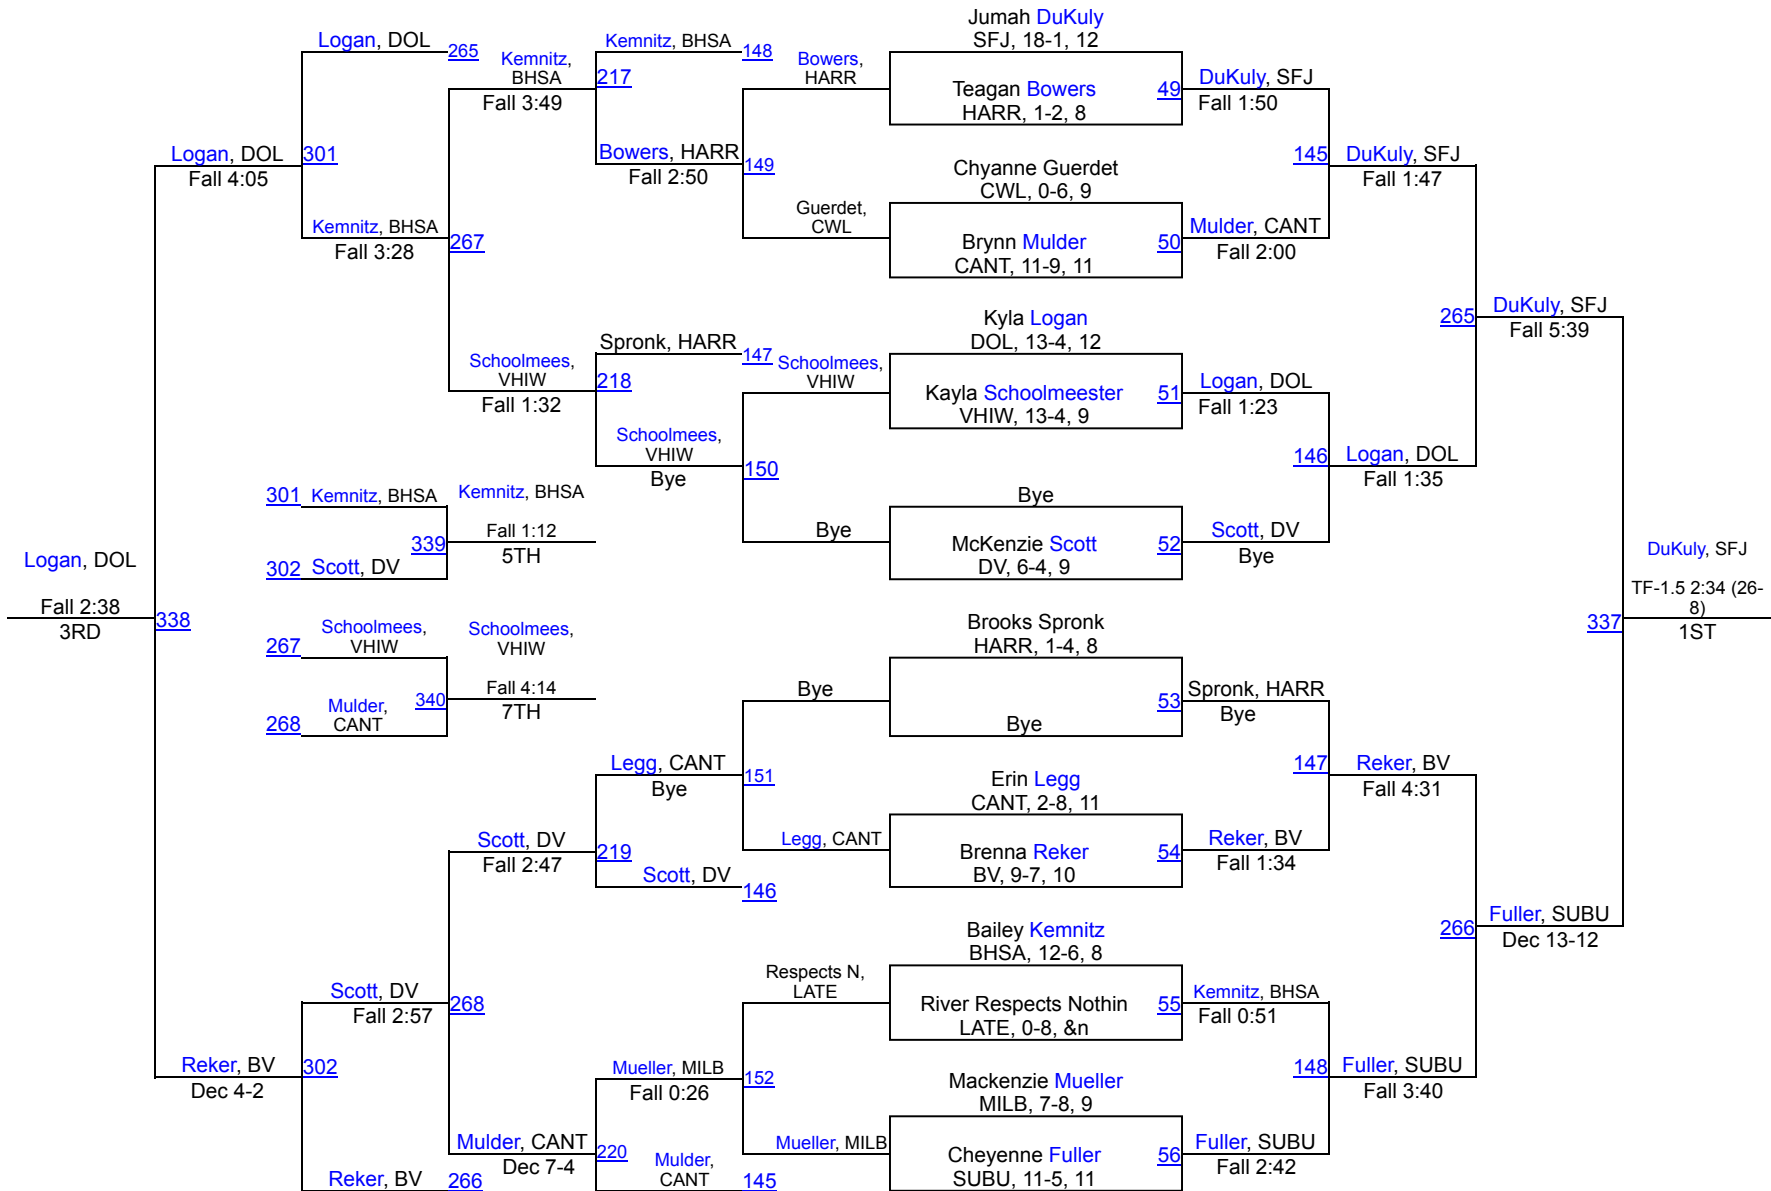 Jumah DuKuly
SFJ, 18-1, 12
Logan, DOL
265
Kemnitz, BHSA
148
Kemnitz,
BHSA
217
Fall 3:49
Bowers,
HARR
Teagan Bowers
HARR, 1-2, 8
49
DuKuly, SFJ
Fall 1:50
Logan, DOL
301
Fall 4:05
Bowers, HARR
149
Fall 2:50
Chyanne Guerdet
CWL, 0-6, 9
145
DuKuly, SFJ
Fall 1:47
Kemnitz, BHSA
267
Fall 3:28
Guerdet,
CWL
Brynn Mulder
CANT, 11-9, 11
50
Mulder, CANT
Fall 2:00
265
DuKuly, SFJ
Fall 5:39
Kyla Logan
DOL, 13-4, 12
Spronk, HARR
147
Schoolmees,
VHIW
218
Fall 1:32
Schoolmees,
VHIW
Kayla Schoolmeester
VHIW, 13-4, 9
51
Logan, DOL
Fall 1:23
Schoolmees,
VHIW
150
Bye
146
Logan, DOL
Fall 1:35
301
Kemnitz, BHSA
Kemnitz, BHSA
Fall 1:12
339
5TH
302
Scott, DV
Bye
Bye
McKenzie Scott
DV, 6-4, 9
52
Scott, DV
Bye
Logan, DOL
Fall 2:38
338
3RD
DuKuly, SFJ
TF-1.5 2:34 (26-
8)
337
1ST
267
Schoolmees,
VHIW
Schoolmees,
VHIW
Fall 4:14
340
7TH
268
Mulder,
CANT
Brooks Spronk
HARR, 1-4, 8
Bye
Bye
53
Spronk, HARR
Bye
Legg, CANT
151
Bye
Erin Legg
CANT, 2-8, 11
147
Reker, BV
Fall 4:31
Scott, DV
219
Fall 2:47
Legg, CANT
Brenna Reker
BV, 9-7, 10
54
Reker, BV
Fall 1:34
Scott, DV
146
266
Fuller, SUBU
Dec 13-12
Bailey Kemnitz
BHSA, 12-6, 8
Scott, DV
268
Fall 2:57
Respects N,
LATE
River Respects Nothin
LATE, 0-8, &n
55
Kemnitz, BHSA
Fall 0:51
Reker, BV
302
Dec 4-2
Mueller, MILB
152
Fall 0:26
Mackenzie Mueller
MILB, 7-8, 9
148
Fuller, SUBU
Fall 3:40
Mulder, CANT
220
Dec 7-4
Mueller, MILB
Cheyenne Fuller
SUBU, 11-5, 11
56
Fuller, SUBU
Fall 2:42
Reker, BV
266
Mulder,
CANT
145